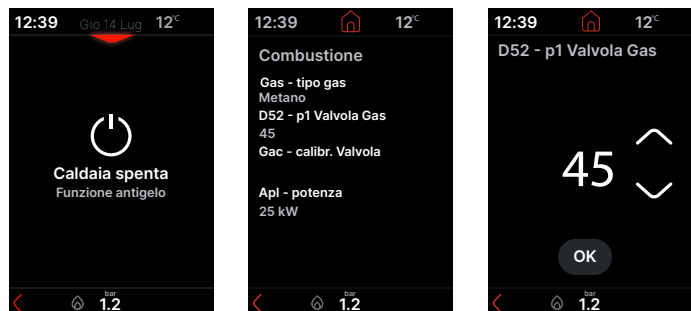 12:39 Gio 14 Lug 12°C
Caldaia spenta
Funzione antigelo
bar
1.2
12:39 12°C
Combustione
Gas - tipo gas
Metano
D52 - p1 Valvola Gas
45
Gac - calibr. Valvola
Apl - potenza
25 kW
bar
1.2
12:39 12°C
D52 - p1 Valvola Gas
45
OK
bar
1.2